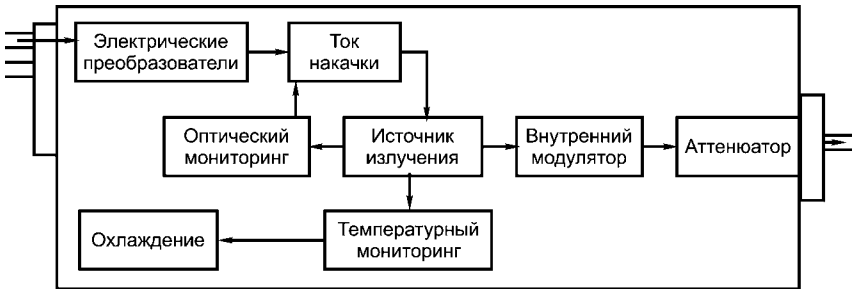 Электрические
преобразователи
Ток
накачки
Оптический
мониторинг
Источник
излучения
Внутренний
модулятор
Аттенюатор
Охлаждение
Температурный
мониторинг